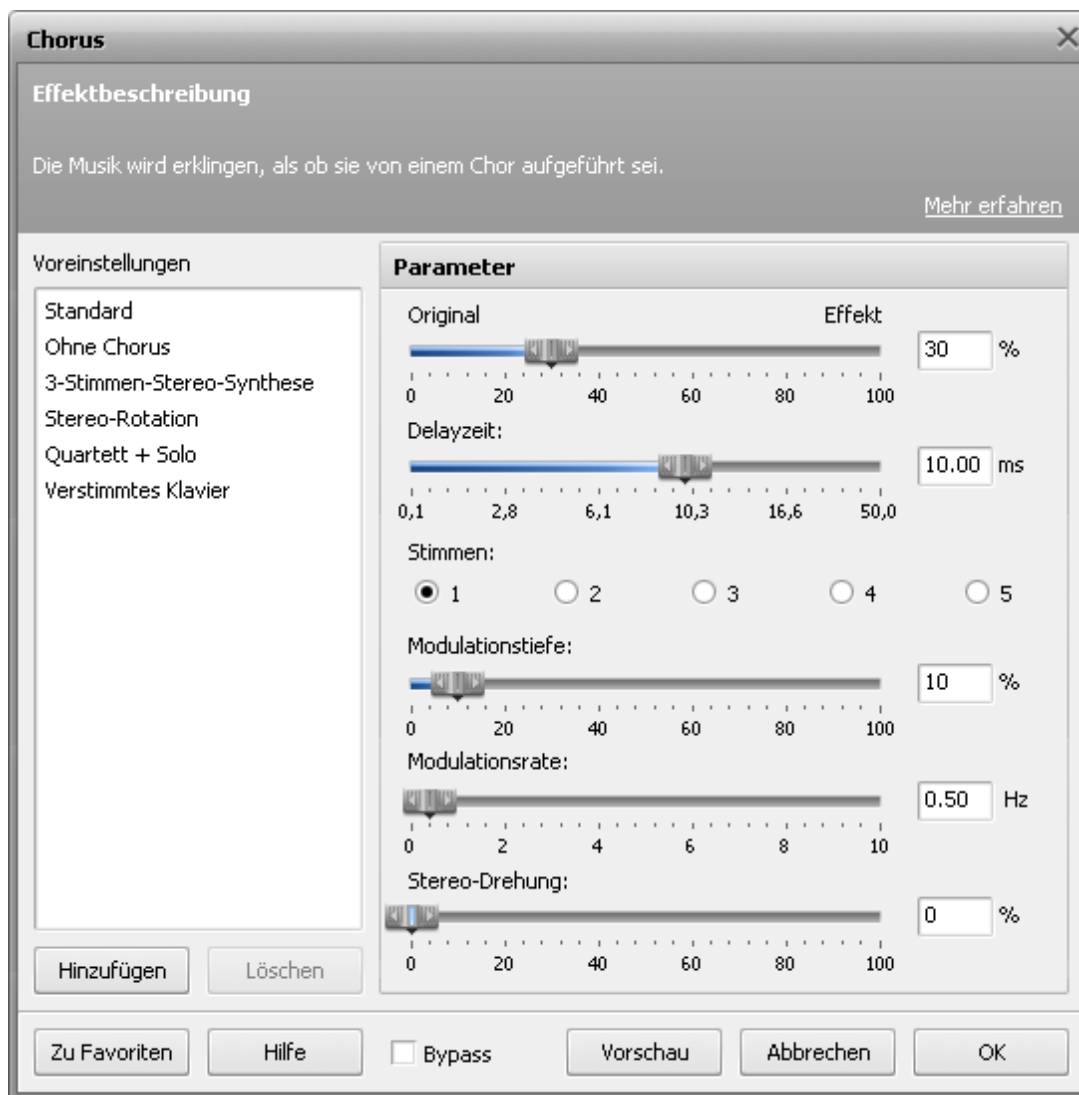 Chorus
Effektbeschreibung
Die Musik wird erklingen, als ob sie von einem Chor aufgeführt sei.
Mehr erfahren
Voreinstellungen
Standard
Ohne Chorus
3-Stimmen-Stereo-Synthese
Stereo-Rotation
Quartett + Solo
Verstimmtes Klavier
Hinzufügen Löschen
Parameter
Original Effekt
30 %
0 20 40 60 80 100
Delayzeit:
10.00 ms
0,1 2,8 6,1 10,3 16,6 50,0
Stimmen:
1 2 3 4 5
Modulationstiefe:
10 %
0 20 40 60 80 100
Modulationsrate:
0.50 Hz
0 2 4 6 8 10
Stereo-Drehung:
0 %
0 20 40 60 80 100
Zu Favoriten Hilfe Bypass Vorschau Abbrechen OK